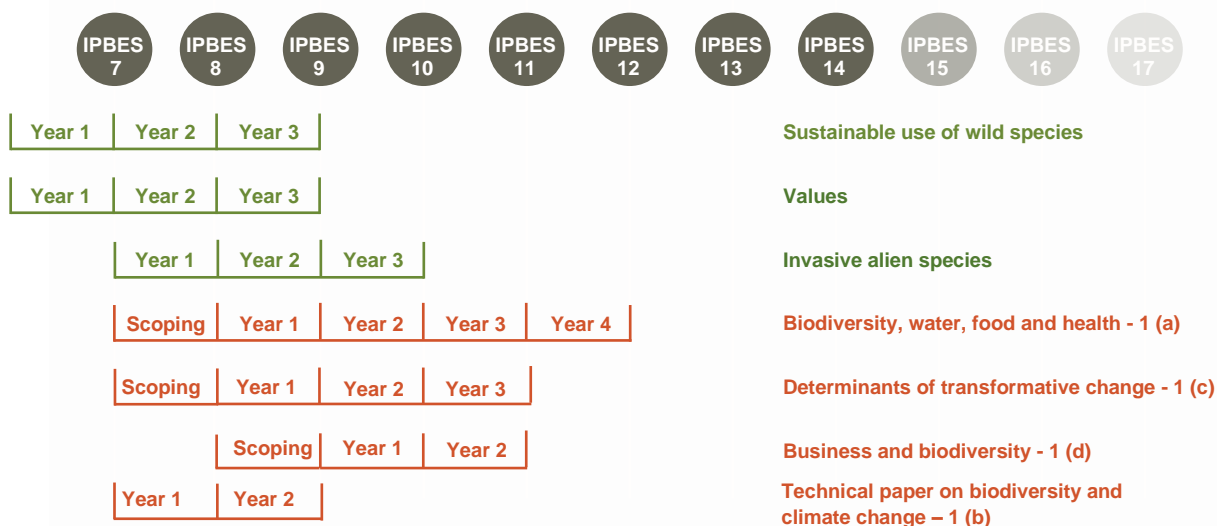 IPBES 7 IPBES 8 IPBES 9 IPBES 10 IPBES 11 IPBES 12 IPBES 13 IPBES 14 IPBES 15 IPBES 16 IPBES 17
Year 1 Year 2 Year 3 Sustainable use of wild species
Year 1 Year 2 Year 3 Values
Year 1 Year 2 Year 3 Invasive alien species
Scoping Year 1 Year 2 Year 3 Year 4 Biodiversity, water, food and health - 1 (a)
Scoping Year 1 Year 2 Year 3 Determinants of transformative change - 1 (c)
Scoping Year 1 Year 2 Business and biodiversity - 1 (d)
Year 1 Year 2 Technical paper on biodiversity and
climate change – 1 (b)